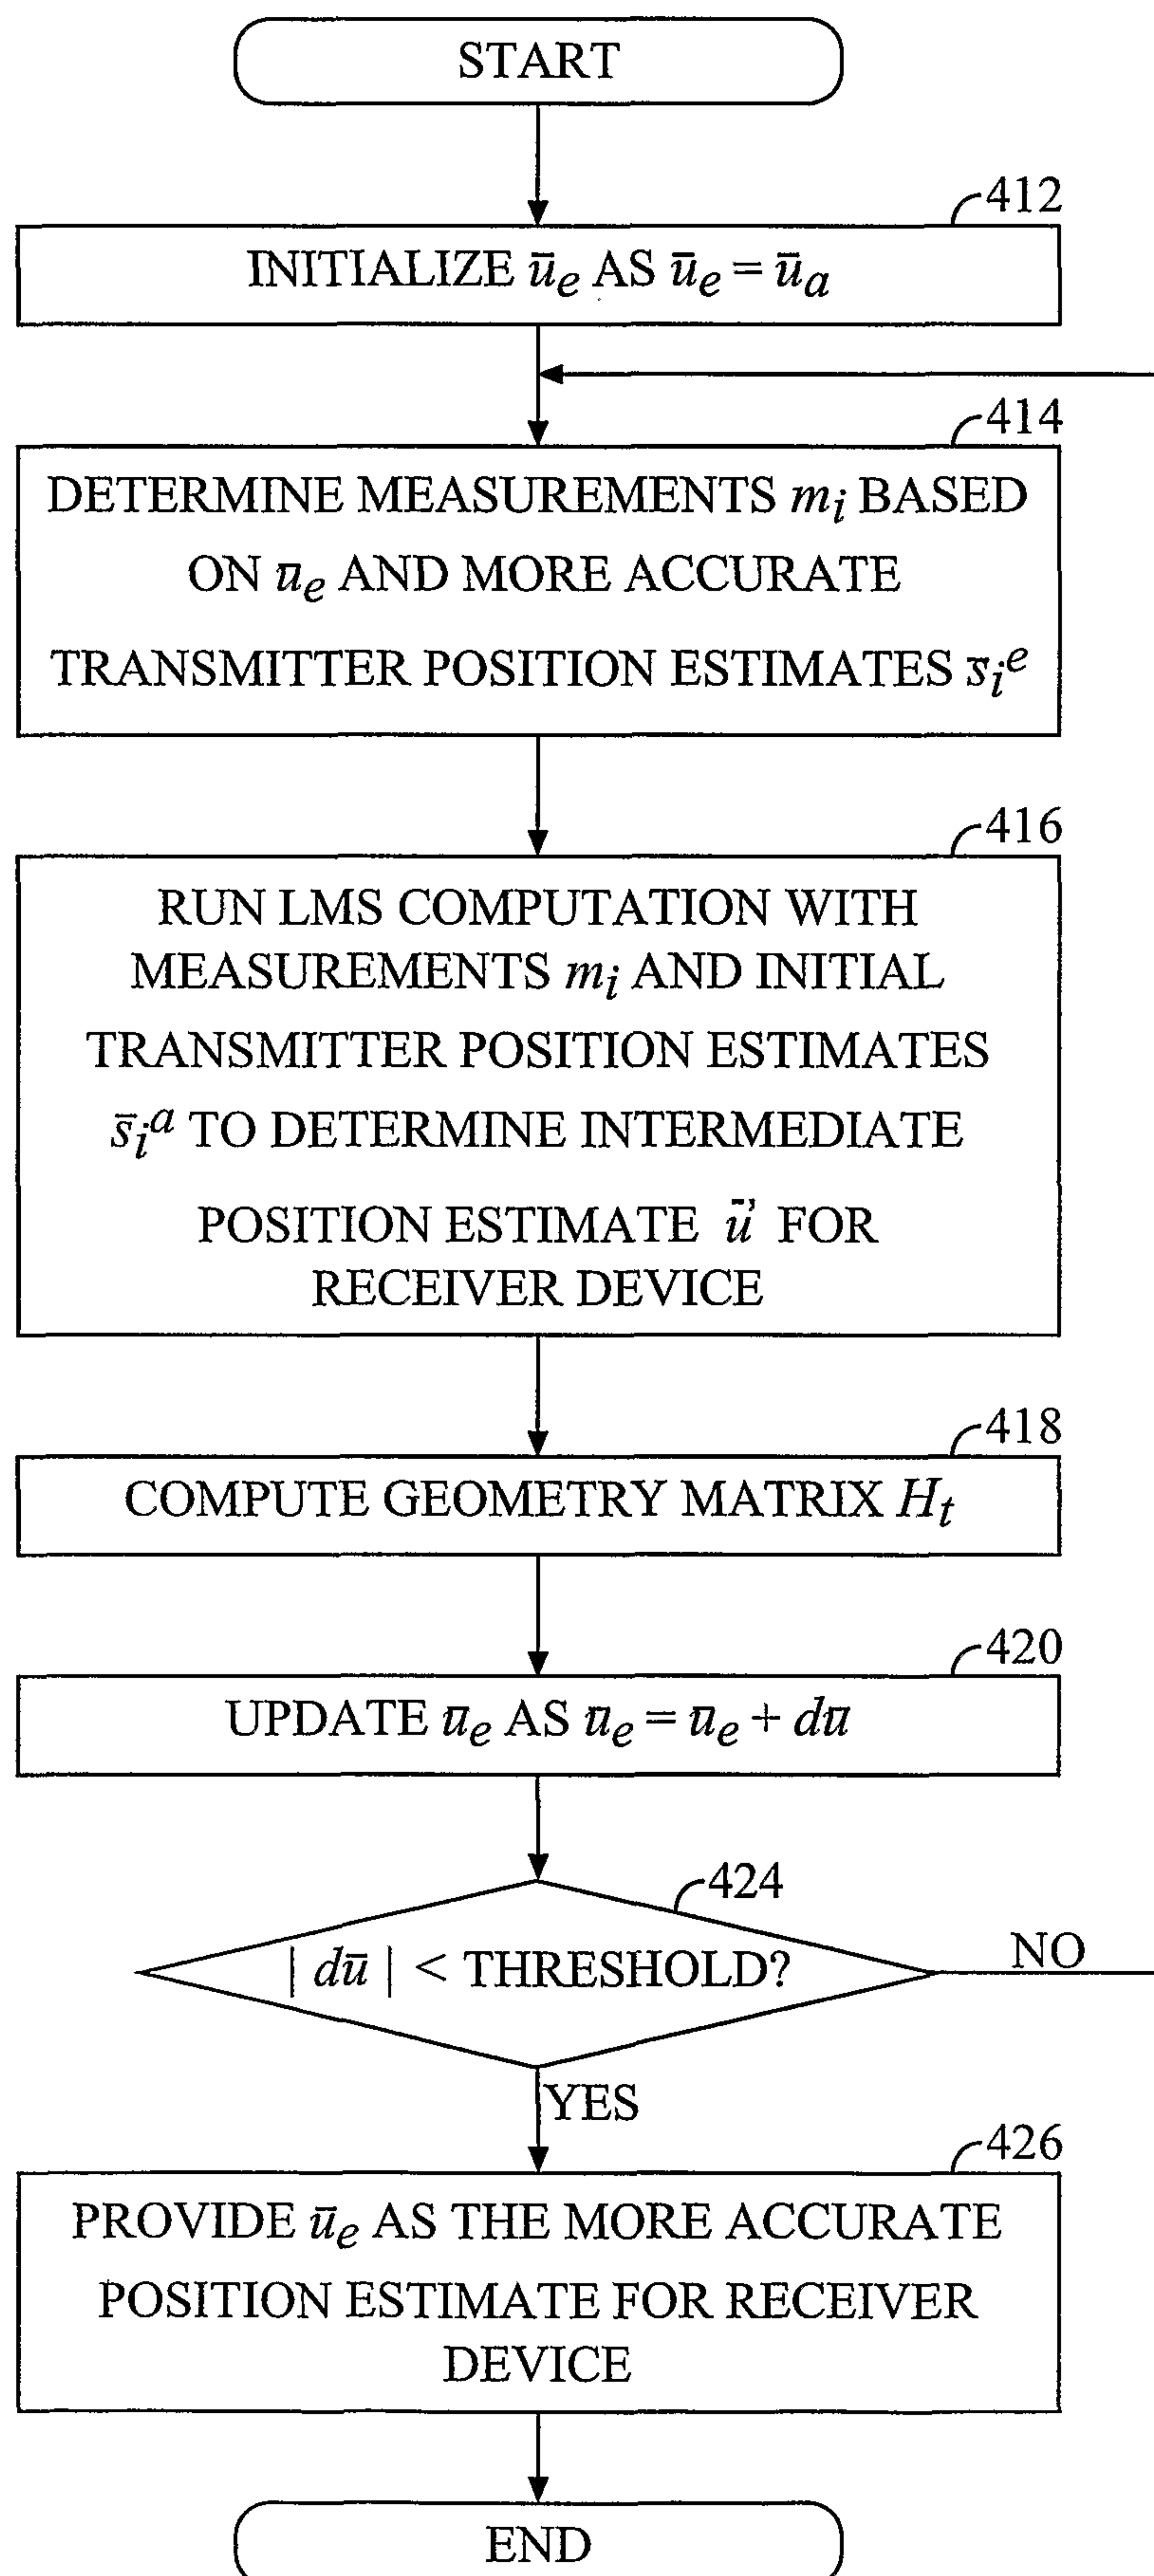 START
412
INITIALIZE ū_e AS ū_e = ū_a
414
DETERMINE MEASUREMENTS m_i BASED
ON ū_e AND MORE ACCURATE
TRANSMITTER POSITION ESTIMATES s̄_i^e
416
RUN LMS COMPUTATION WITH
MEASUREMENTS m_i AND INITIAL
TRANSMITTER POSITION ESTIMATES
s̄_i^a TO DETERMINE INTERMEDIATE
POSITION ESTIMATE ū' FOR
RECEIVER DEVICE
418
COMPUTE GEOMETRY MATRIX H_t
420
UPDATE ū_e AS ū_e = ū_e + dū
424
| dū | < THRESHOLD?
NO
YES
426
PROVIDE ū_e AS THE MORE ACCURATE
POSITION ESTIMATE FOR RECEIVER
DEVICE
END